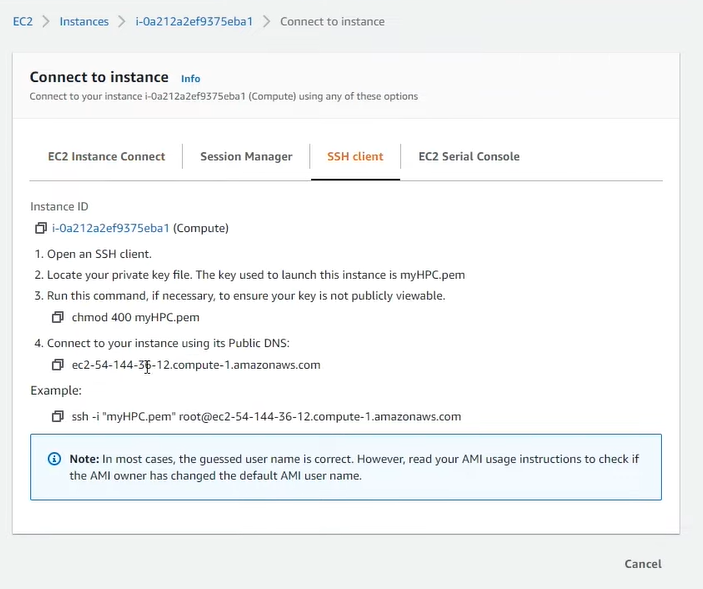 EC2 > Instances > i-0a212a2ef9375eba1 > Connect to instance
Connect to instance Info
Connect to your instance i-0a212a2ef9375eba1 (Compute) using any of these options
EC2 Instance Connect Session Manager SSH client EC2 Serial Console
Instance ID
i-0a212a2ef9375eba1 (Compute)
1. Open an SSH client.
2. Locate your private key file. The key used to launch this instance is myHPC.pem
3. Run this command, if necessary, to ensure your key is not publicly viewable.
chmod 400 myHPC.pem
4. Connect to your instance using its Public DNS:
ec2-54-144-36-12.compute-1.amazonaws.com
Example:
ssh -i "myHPC.pem" root@ec2-54-144-36-12.compute-1.amazonaws.com
Note: In most cases, the guessed user name is correct. However, read your AMI usage instructions to check if
the AMI owner has changed the default AMI user name.
Cancel